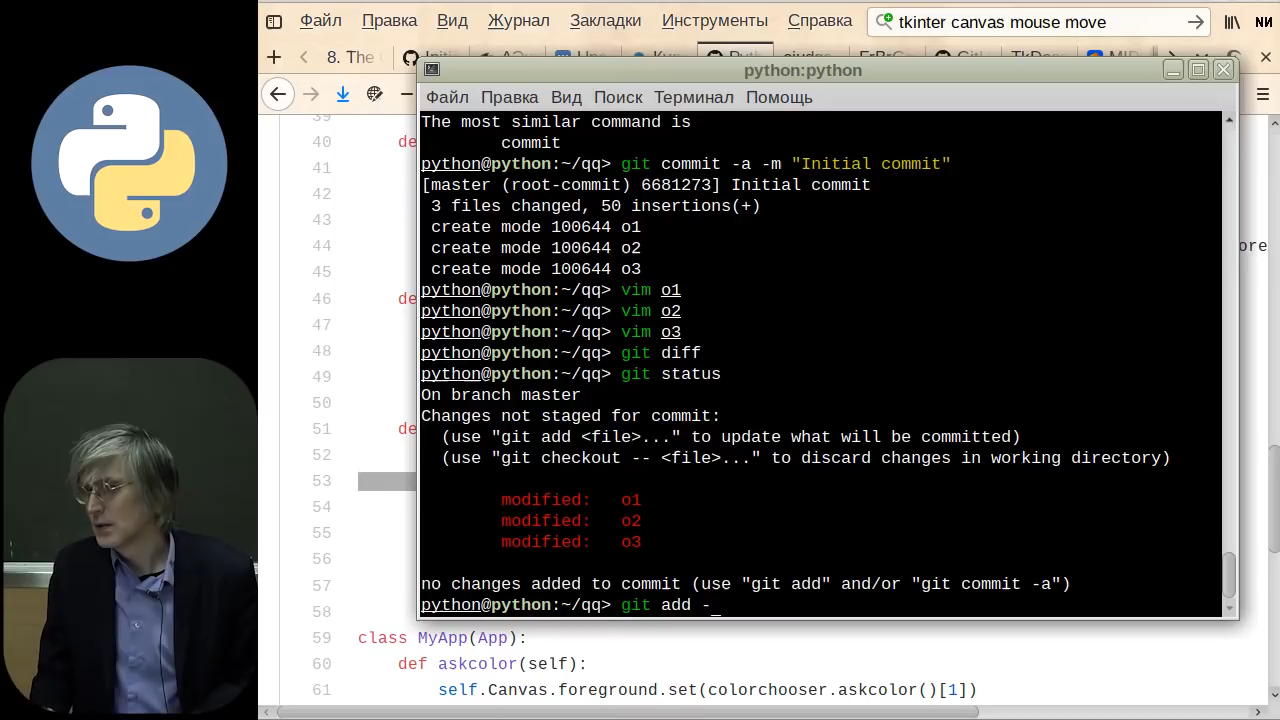 Файл Правка Вид Журнал Закладки Инструменты Справка tkinter canvas mouse move
8. The
python:python
Файл Правка Вид Поиск Терминал Помощь
The most similar command is
commit
python@python:~/qq> git commit -a -m "Initial commit"
[master (root-commit) 6681273] Initial commit
3 files changed, 50 insertions(+)
create mode 100644 o1
create mode 100644 o2
create mode 100644 o3
python@python:~/qq> vim o1
python@python:~/qq> vim o2
python@python:~/qq> vim o3
python@python:~/qq> git diff
python@python:~/qq> git status
On branch master
Changes not staged for commit:
(use "git add <file>..." to update what will be committed)
(use "git checkout -- <file>..." to discard changes in working directory)
modified: o1
modified: o2
modified: o3
no changes added to commit (use "git add" and/or "git commit -a")
python@python:~/qq> git add -_
39
40 de
41
42
43
44 ore
45
46 de
47
48
49
50
51 de
52
53
54
55
56
57
58
59 class MyApp(App):
60 def askcolor(self):
61 self.Canvas.foreground.set(colorchooser.askcolor()[1])